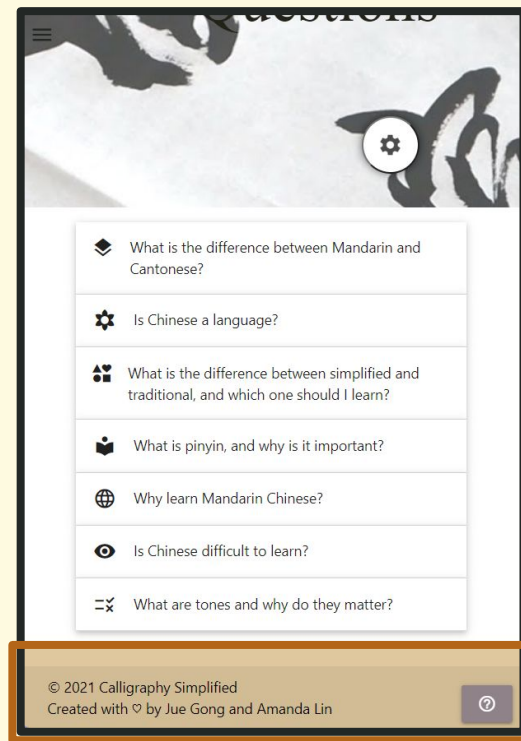 Questions
What is the difference between Mandarin and
Cantonese?
Is Chinese a language?
What is the difference between simplified and
traditional, and which one should I learn?
What is pinyin, and why is it important?
Why learn Mandarin Chinese?
Is Chinese difficult to learn?
What are tones and why do they matter?
© 2021 Calligraphy Simplified
Created with ♡ by Jue Gong and Amanda Lin